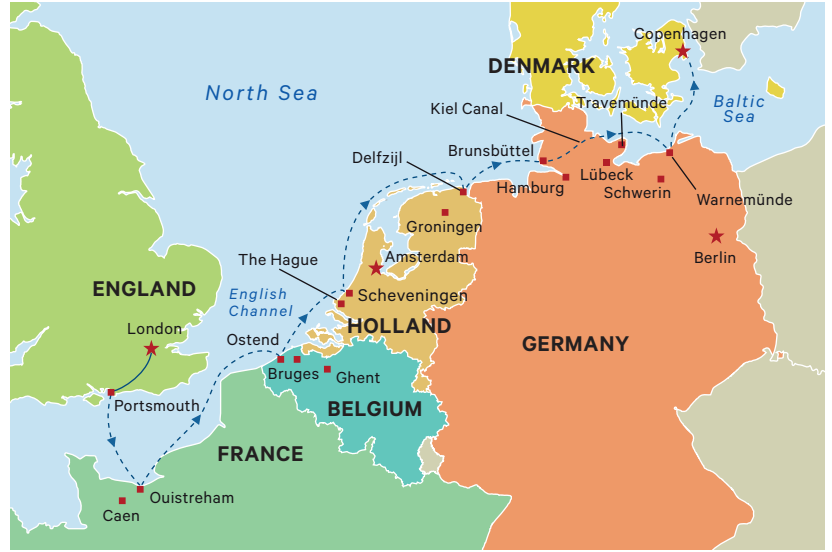 Copenhagen
DENMARK
North Sea
Kiel Canal
Travemünde
Baltic
Sea
Brunsbüttel
Delfzijl
Hamburg
Lübeck
Schwerin
Warnemünde
Groningen
Amsterdam
Berlin
The Hague
Scheveningen
ENGLAND
English
Channel
London
HOLLAND
Ostend
GERMANY
Bruges
Ghent
Portsmouth
BELGIUM
FRANCE
Ouistreham
Caen